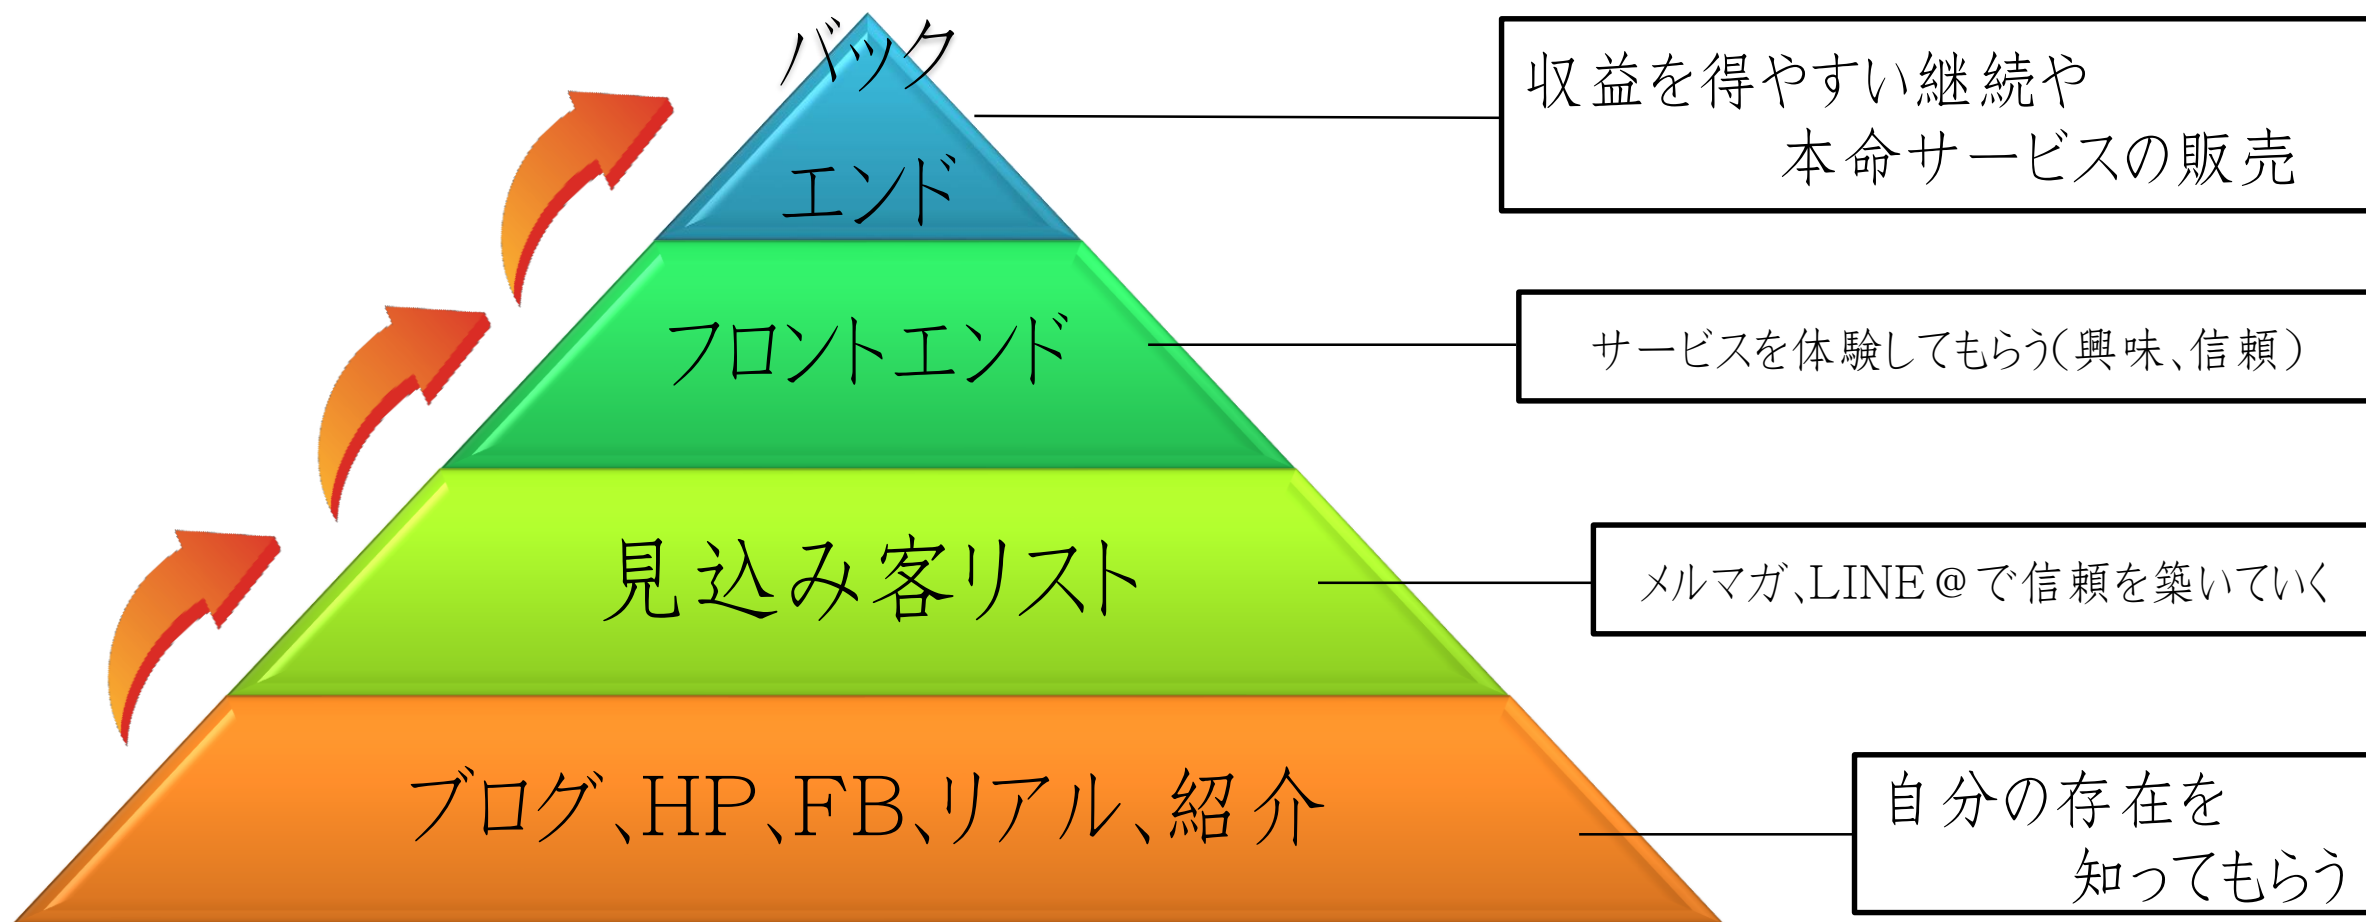 バック
エンド
収益を得やすい継続や
本命サービスの販売
フロントエンド
サービスを体験してもらう(興味、信頼)
見込み客リスト
メルマガ、LINE@で信頼を築いていく
ブログ、HP、FB、リアル、紹介
自分の存在を
知ってもらう